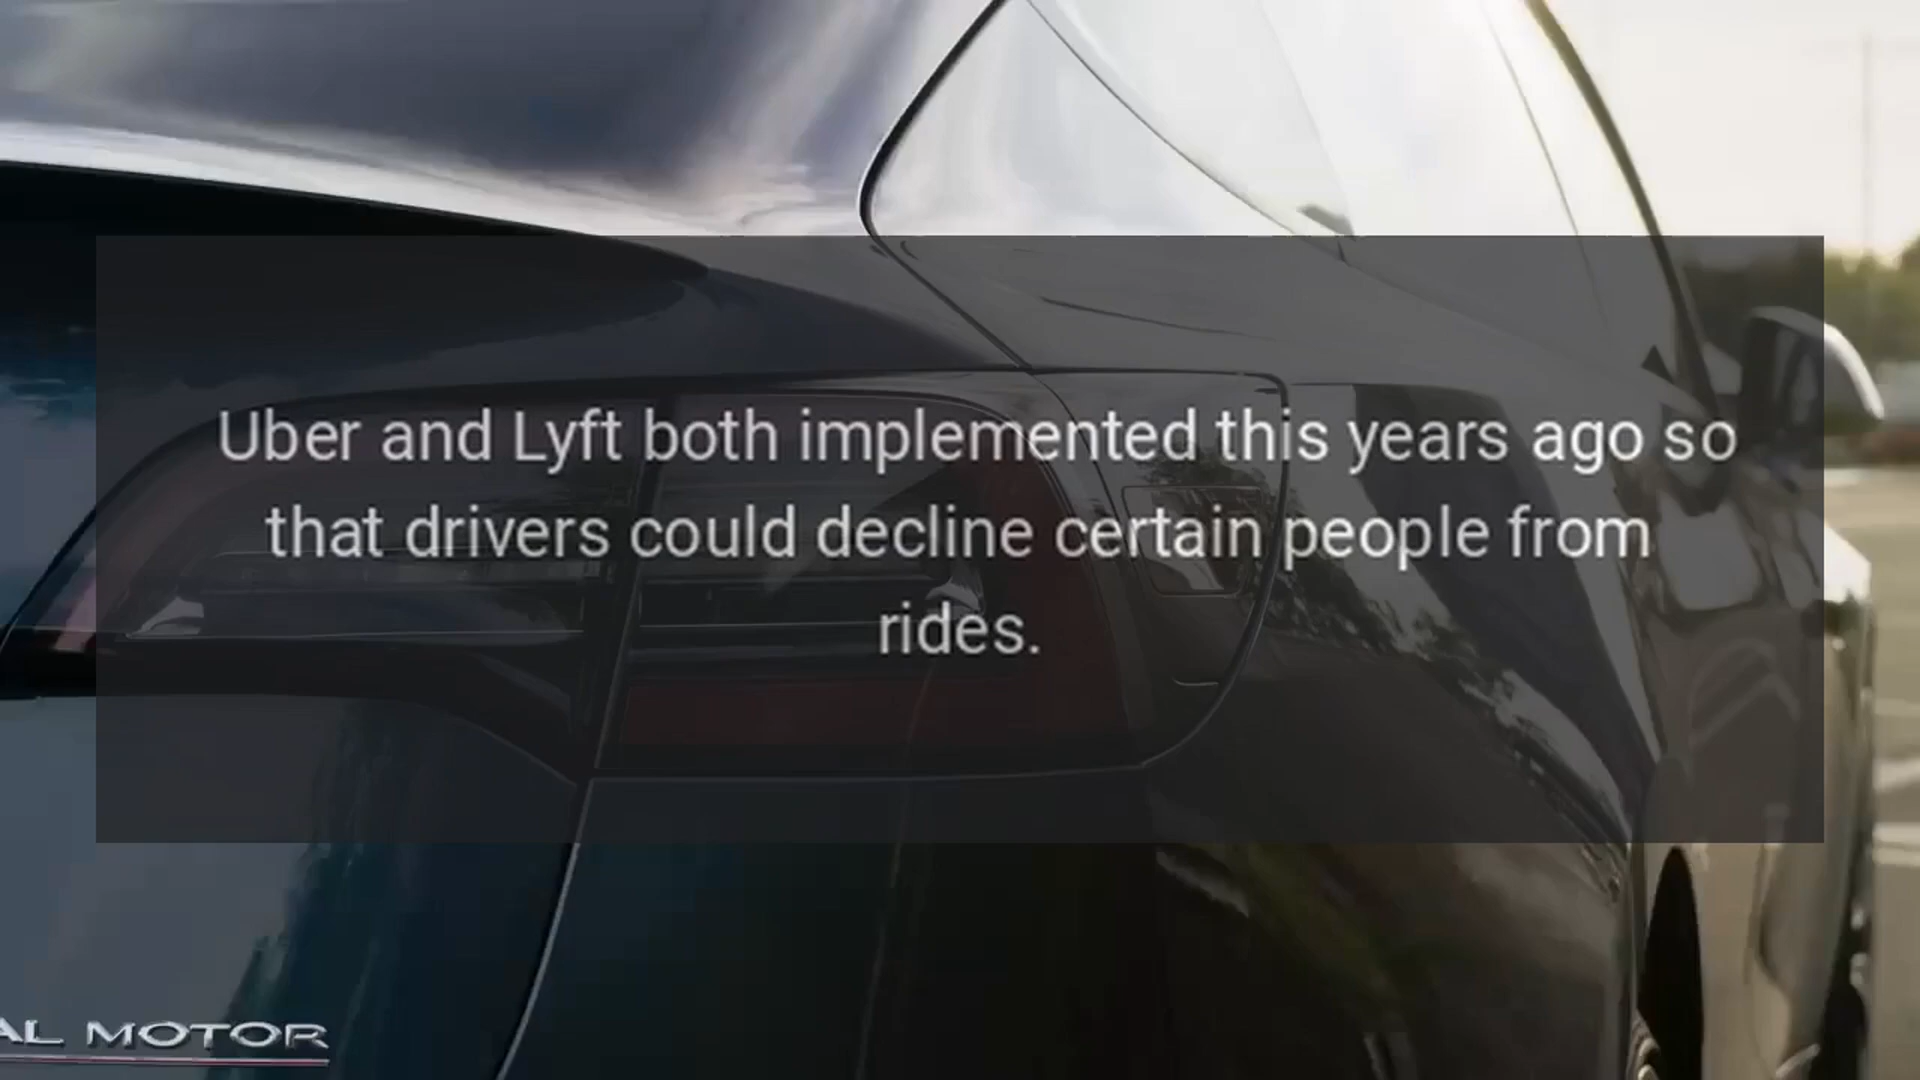 Uber and Lyft both implemented this years ago so
that drivers could decline certain people from
rides.
AL MOTOR